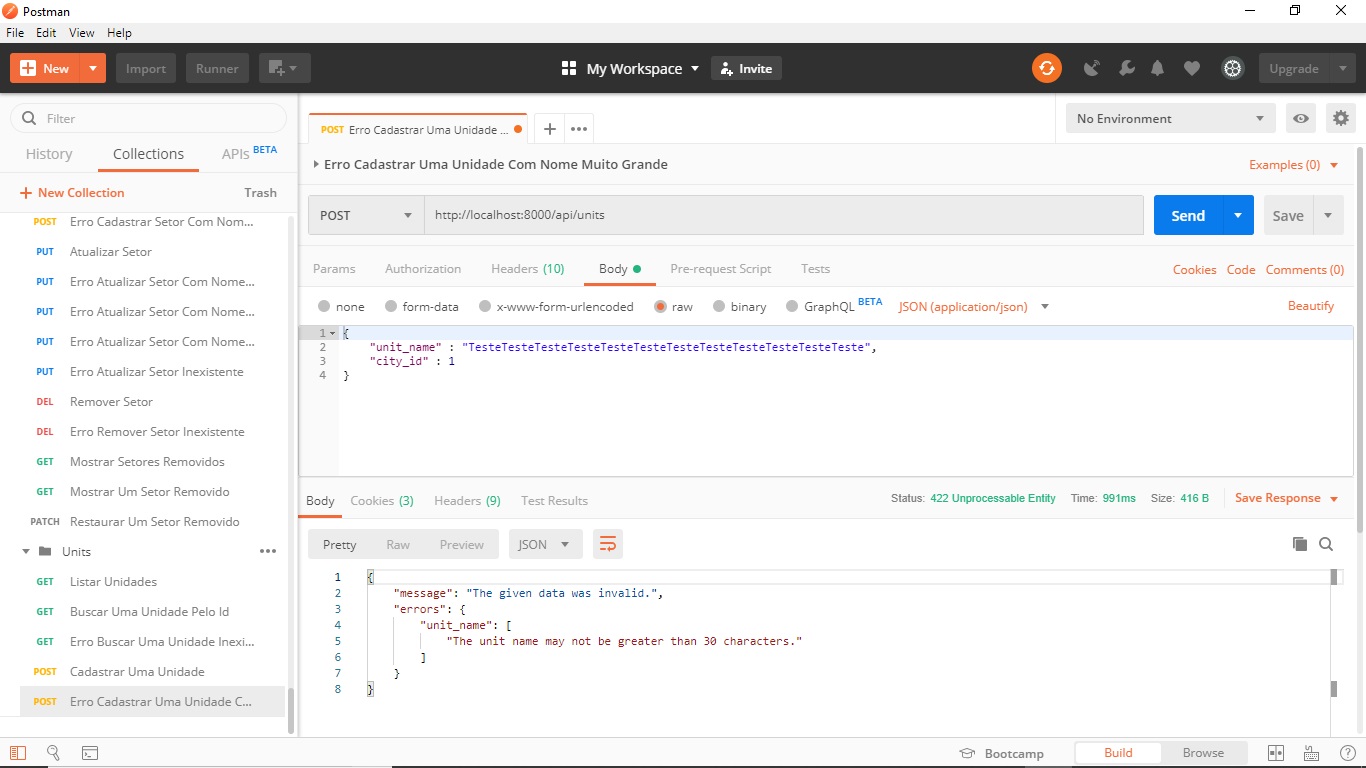 Postman
File Edit View Help
New Import Runner My Workspace Invite Upgrade
Filter
History Collections APIs BETA
New Collection Trash
POST Erro Cadastrar Setor Com Nom...
PUT Atualizar Setor
PUT Erro Atualizar Setor Com Nome...
PUT Erro Atualizar Setor Com Nome...
PUT Erro Atualizar Setor Com Nome...
PUT Erro Atualizar Setor Inexistente
DEL Remover Setor
DEL Erro Remover Setor Inexistente
GET Mostrar Setores Removidos
GET Mostrar Um Setor Removido
PATCH Restaurar Um Setor Removido
Units
GET Listar Unidades
GET Buscar Uma Unidade Pelo Id
GET Erro Buscar Uma Unidade Inexi...
POST Cadastrar Uma Unidade
POST Erro Cadastrar Uma Unidade C...
POST Erro Cadastrar Uma Unidade ... No Environment
Erro Cadastrar Uma Unidade Com Nome Muito Grande Examples (0)
POST http://localhost:8000/api/units Send Save
Params Authorization Headers (10) Body Pre-request Script Tests Cookies Code Comments (0)
none form-data x-www-form-urlencoded raw binary GraphQL BETA JSON (application/json) Beautify
1 {
2 "unit_name" : "TesteTesteTesteTesteTesteTesteTesteTesteTesteTesteTesteTeste",
3 "city_id" : 1
4 }
Body Cookies (3) Headers (9) Test Results Status: 422 Unprocessable Entity Time: 991ms Size: 416 B Save Response
Pretty Raw Preview JSON
1 {
2 "message": "The given data was invalid.",
3 "errors": {
4 "unit_name": [
5 "The unit name may not be greater than 30 characters."
6 ]
7 }
8 }
Bootcamp Build Browse